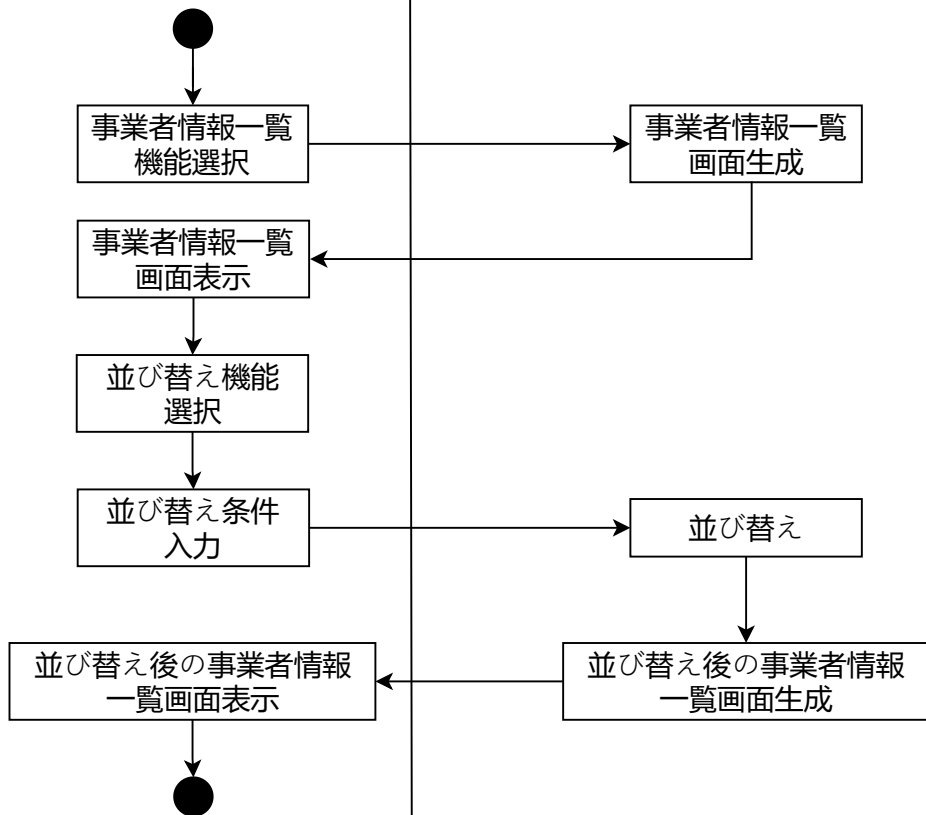 事業者情報一覧
機能選択
事業者情報一覧
画面生成
事業者情報一覧
画面表示
並び替え機能
選択
並び替え条件
入力
並び替え
並び替え後の事業者情報
一覧画面生成
並び替え後の事業者情報
一覧画面表示